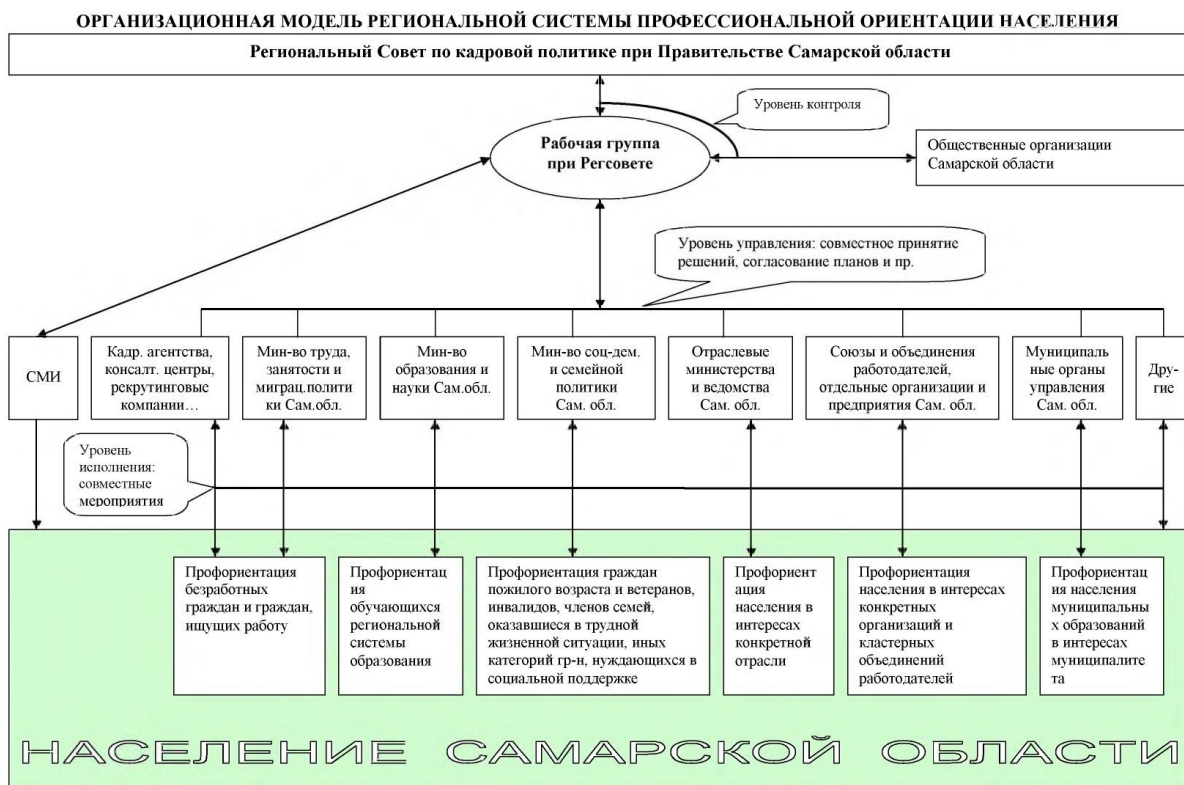 ОРГАНИЗАЦИОННАЯ МОДЕЛЬ РЕГИОНАЛЬНОЙ СИСТЕМЫ ПРОФЕССИОНАЛЬНОЙ ОРИЕНТАЦИИ НАСЕЛЕНИЯ
Региональный Совет по кадровой политике при Правительстве Самарской области
Уровень контроля
Рабочая группа
при Регсовете
Общественные организации
Самарской области
Уровень управления: совместное принятие
решений, согласование планов и пр.
СМИ
Кадр. агентства,
консалт. центры,
рекрутинговые
компании…
Мин-во труда,
занятости и
миграц.полити
ки Сам.обл.
Мин-во
образования и
науки Сам.обл.
Мин-во соц-дем.
и семейной
политики
Сам. обл.
Отраслевые
министерства
и ведомства
Сам. обл.
Союзы и объединения
работодателей,
отдельные организации и
предприятия Сам. обл.
Муниципаль
ные органы
управления
Сам. обл.
Дру-
гие
Уровень
исполнения:
совместные
мероприятия
Профориентация
безработных
граждан и граждан,
ищущих работу
Профориентац
ия
обучающихся
региональной
системы
образования
Профориентация граждан
пожилого возраста и ветеранов,
инвалидов, членов семей,
оказавшиеся в трудной
жизненной ситуации, иных
категорий гр-н, нуждающихся в
социальной поддержке
Профориент
ация
населения в
интересах
конкретной
отрасли
Профориентация
населения в интересах
конкретных
организаций и
кластерных
объединений
работодателей
Профориентац
ия населения
муниципальны
х образований
в интересах
муниципалите
та
НАСЕЛЕНИЕ САМАРСКОЙ ОБЛАСТИ